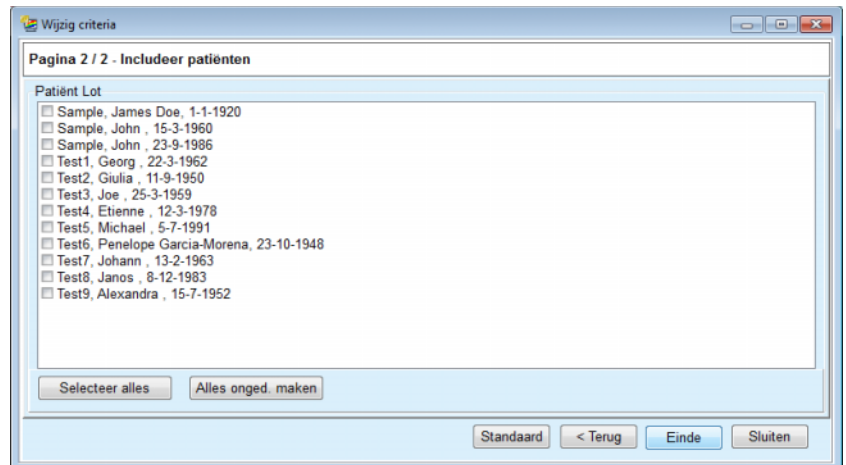 Wijzig criteria
Pagina 2 / 2 - Includeer patiënten
Patiënt Lot
Sample, James Doe, 1-1-1920
Sample, John , 15-3-1960
Sample, John , 23-9-1986
Test1, Georg , 22-3-1962
Test2, Giulia , 11-9-1950
Test3, Joe , 25-3-1959
Test4, Etienne , 12-3-1978
Test5, Michael , 5-7-1991
Test6, Penelope Garcia-Morena, 23-10-1948
Test7, Johann , 13-2-1963
Test8, Janos , 8-12-1983
Test9, Alexandra , 15-7-1952
Selecteer alles Alles onged. maken
Standaard < Terug Einde Sluiten